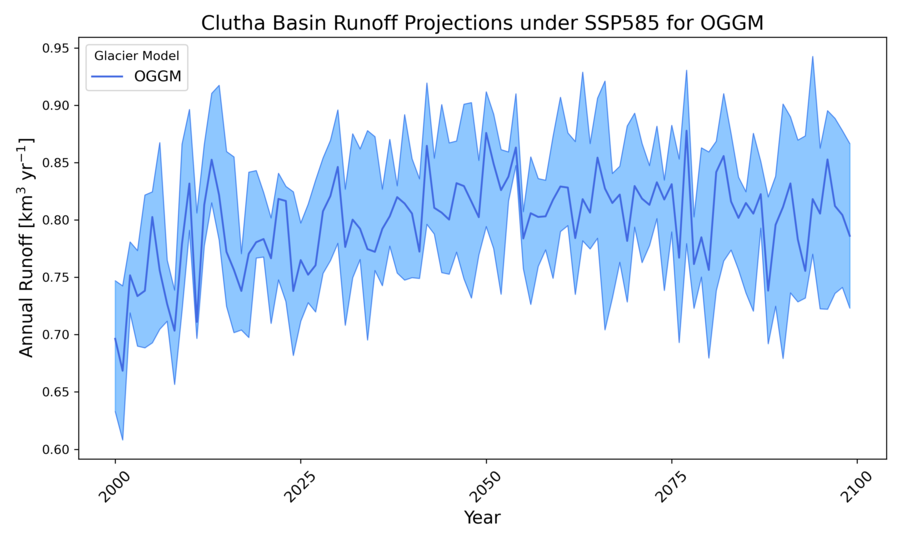 Clutha Basin Runoff Projections under SSP585 for OGGM
Glacier Model
OGGM
Annual Runoff [km³ yr⁻¹]
0.95
0.90
0.85
0.80
0.75
0.70
0.65
0.60
2000
2025
2050
2075
2100
Year